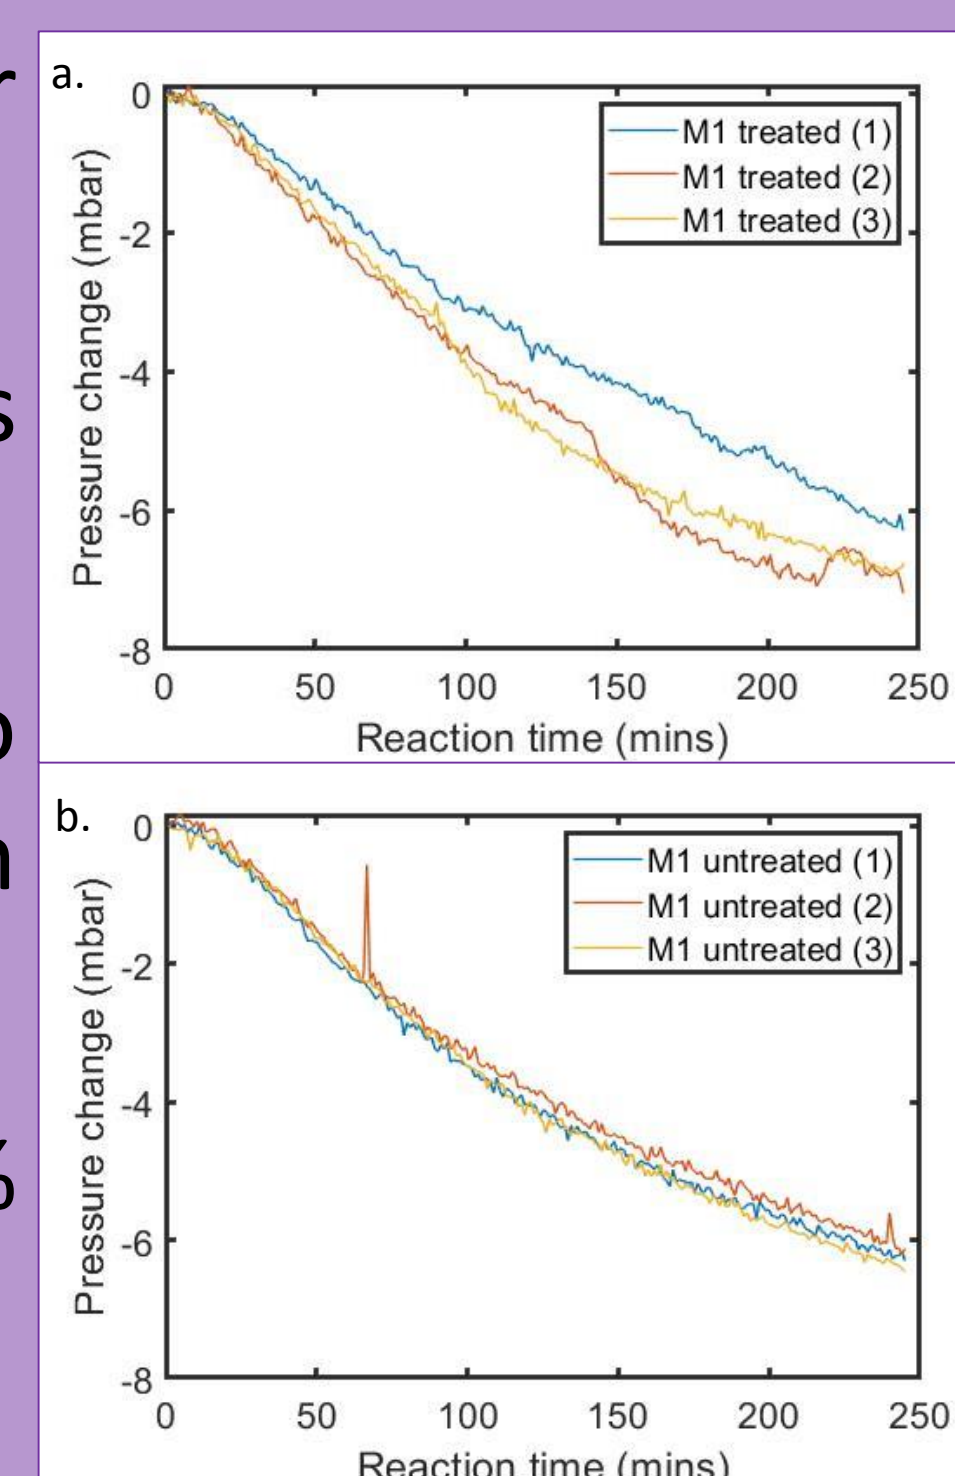 r
s
o
n
%
a.
0
-2
-4
-6
-8
Pressure change (mbar)
M1 treated (1)
M1 treated (2)
M1 treated (3)
0 50 100 150 200 250
Reaction time (mins)
b.
0
-2
-4
-6
-8
Pressure change (mbar)
M1 untreated (1)
M1 untreated (2)
M1 untreated (3)
0 50 100 150 200 250
Reaction time (mins)